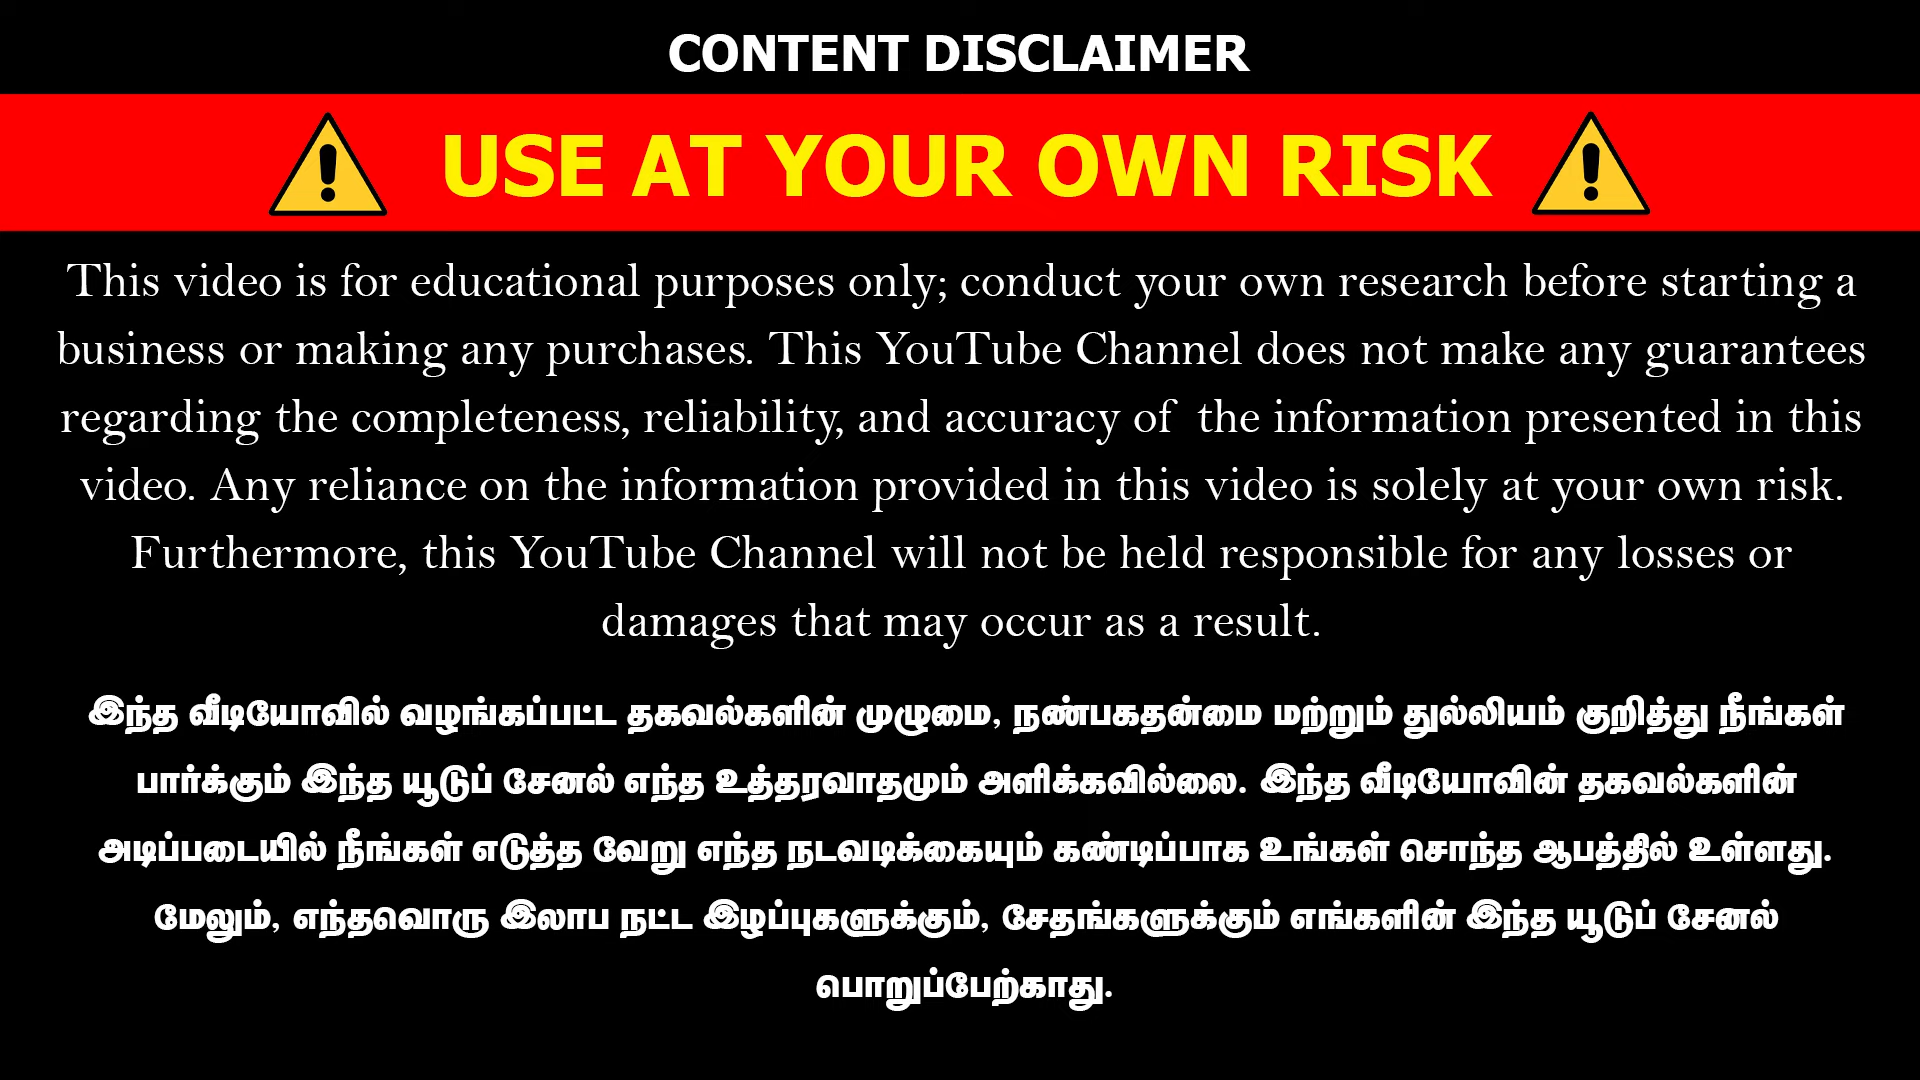 CONTENT DISCLAIMER
USE AT YOUR OWN RISK
This video is for educational purposes only; conduct your own research before starting a
business or making any purchases. This YouTube Channel does not make any guarantees
regarding the completeness, reliability, and accuracy of the information presented in this
video. Any reliance on the information provided in this video is solely at your own risk.
Furthermore, this YouTube Channel will not be held responsible for any losses or
damages that may occur as a result.
இந்த வீடியோவில் வழங்கப்பட்ட தகவல்களின் முழுமை, நண்பகதன்மை மற்றும் துல்லியம் குறித்து நீங்கள்
பார்க்கும் இந்த யூடுப் சேனல் எந்த உத்தரவாதமும் அளிக்கவில்லை. இந்த வீடியோவின் தகவல்களின்
அடிப்படையில் நீங்கள் எடுத்த வேறு எந்த நடவடிக்கையும் கண்டிப்பாக உங்கள் சொந்த ஆபத்தில் உள்ளது.
மேலும், எந்தவொரு இலாப நட்ட இழப்புகளுக்கும், சேதங்களுக்கும் எங்களின் இந்த யூடுப் சேனல்
பொறுப்பேற்காது.